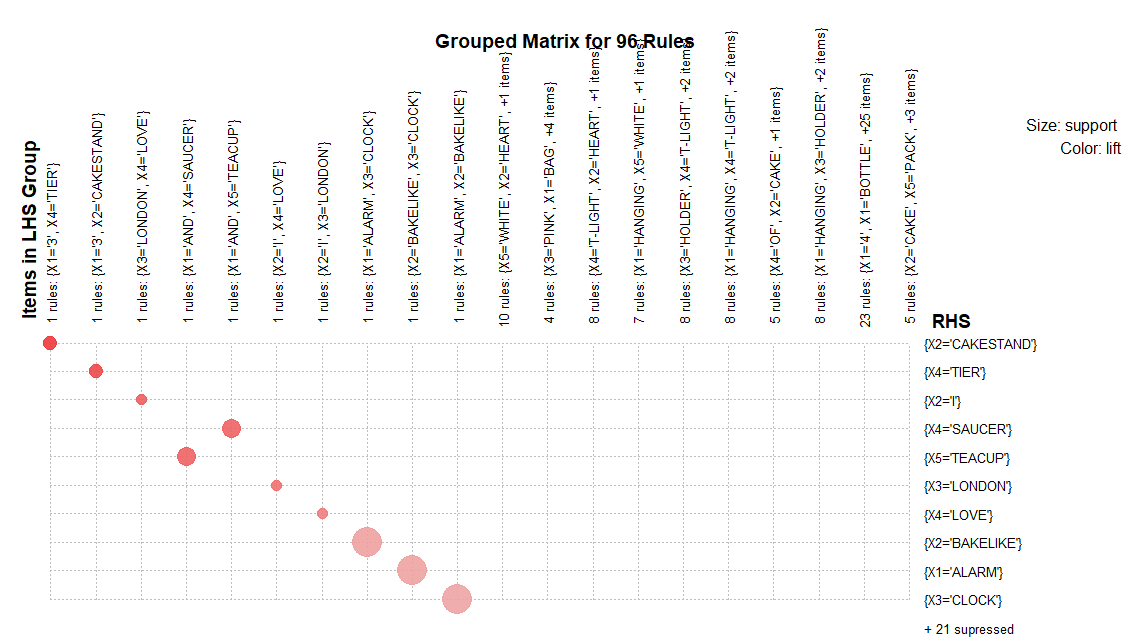 Grouped Matrix for 96 Rules
Size: support
Color: lift
Items in LHS Group
1 rules: {X1='3', X4='TIER'}
1 rules: {X1='3', X2='CAKESTAND'}
1 rules: {X3='LONDON', X4='LOVE'}
1 rules: {X1='AND', X4='SAUCER'}
1 rules: {X1='AND', X5='TEACUP'}
1 rules: {X2='I', X4='LOVE'}
1 rules: {X2='I', X3='LONDON'}
1 rules: {X1='ALARM', X3='CLOCK'}
1 rules: {X2='BAKELIKE', X3='CLOCK'}
1 rules: {X1='ALARM', X2='BAKELIKE'}
10 rules: {X5='WHITE', X2='HEART', +1 items}
4 rules: {X3='PINK', X1='BAG', +4 items}
8 rules: {X4='T-LIGHT', X2='HEART', +1 items}
7 rules: {X1='HANGING', X5='WHITE', +1 items}
8 rules: {X3='HOLDER', X4='T-LIGHT', +2 items}
8 rules: {X1='HANGING', X4='T-LIGHT', +2 items}
5 rules: {X4='OF', X2='CAKE', +1 items}
8 rules: {X1='HANGING', X3='HOLDER', +2 items}
23 rules: {X1='4', X1='BOTTLE', +25 items}
5 rules: {X2='CAKE', X5='PACK', +3 items}
RHS
{X2='CAKESTAND'}
{X4='TIER'}
{X2='I'}
{X4='SAUCER'}
{X5='TEACUP'}
{X3='LONDON'}
{X4='LOVE'}
{X2='BAKELIKE'}
{X1='ALARM'}
{X3='CLOCK'}
+ 21 supressed